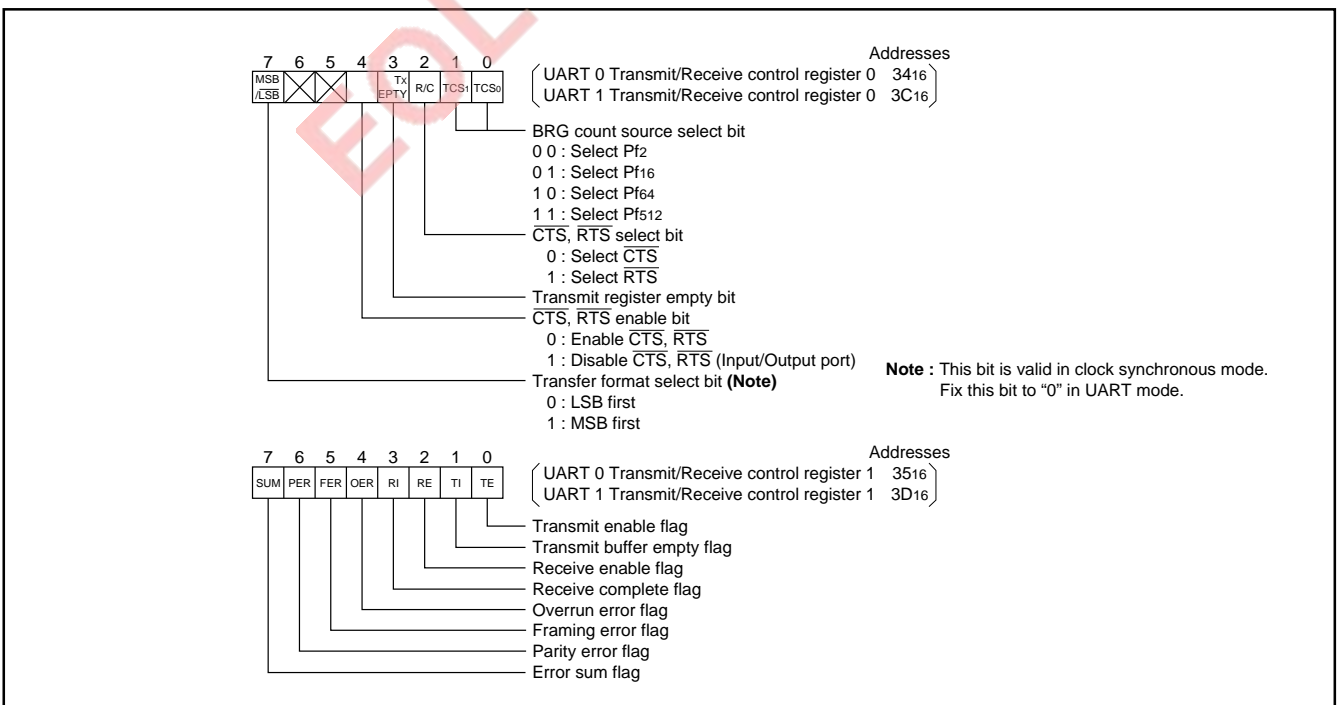 EOL
Addresses
7 6 5 4 3 2 1 0
MSB/LSB Tx EPTY R/C TCS1 TCS0
UART 0 Transmit/Receive control register 0 3416
UART 1 Transmit/Receive control register 0 3C16
BRG count source select bit
0 0 : Select Pf2
0 1 : Select Pf16
1 0 : Select Pf64
1 1 : Select Pf512
CTS, RTS select bit
0 : Select CTS
1 : Select RTS
Transmit register empty bit
CTS, RTS enable bit
0 : Enable CTS, RTS
1 : Disable CTS, RTS (Input/Output port)
Transfer format select bit (Note)
0 : LSB first
1 : MSB first
Note : This bit is valid in clock synchronous mode.
Fix this bit to “0” in UART mode.
Addresses
7 6 5 4 3 2 1 0
SUM PER FER OER RI RE TI TE
UART 0 Transmit/Receive control register 1 3516
UART 1 Transmit/Receive control register 1 3D16
Transmit enable flag
Transmit buffer empty flag
Receive enable flag
Receive complete flag
Overrun error flag
Framing error flag
Parity error flag
Error sum flag